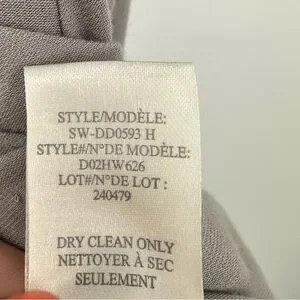 STYLE/MODÈLE:
SW-DD0593 H
STYLE#/N°DE MODÈLE:
D02HW626
LOT#/N°DE LOT :
240479
DRY CLEAN ONLY
NETTOYER À SEC
SEULEMENT